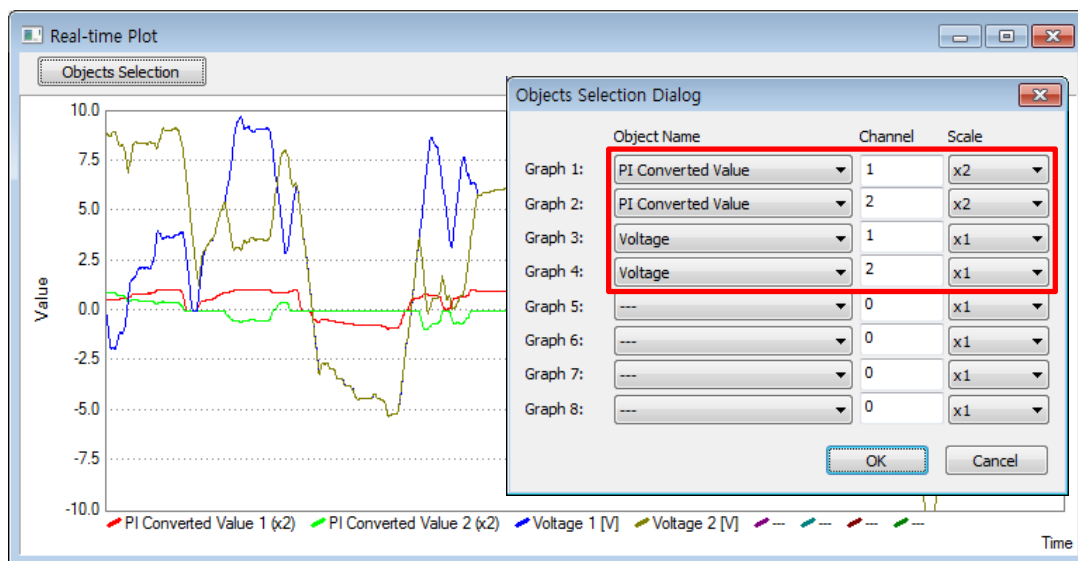 Real-time Plot
Objects Selection
Value
10.0
7.5
5.0
2.5
0.0
-2.5
-5.0
-7.5
-10.0
PI Converted Value 1 (x2) PI Converted Value 2 (x2) Voltage 1 [V] Voltage 2 [V] --- --- --- ---
Time
Objects Selection Dialog
Object Name Channel Scale
Graph 1: PI Converted Value 1 x2
Graph 2: PI Converted Value 2 x2
Graph 3: Voltage 1 x1
Graph 4: Voltage 2 x1
Graph 5: --- 0 x1
Graph 6: --- 0 x1
Graph 7: --- 0 x1
Graph 8: --- 0 x1
OK Cancel